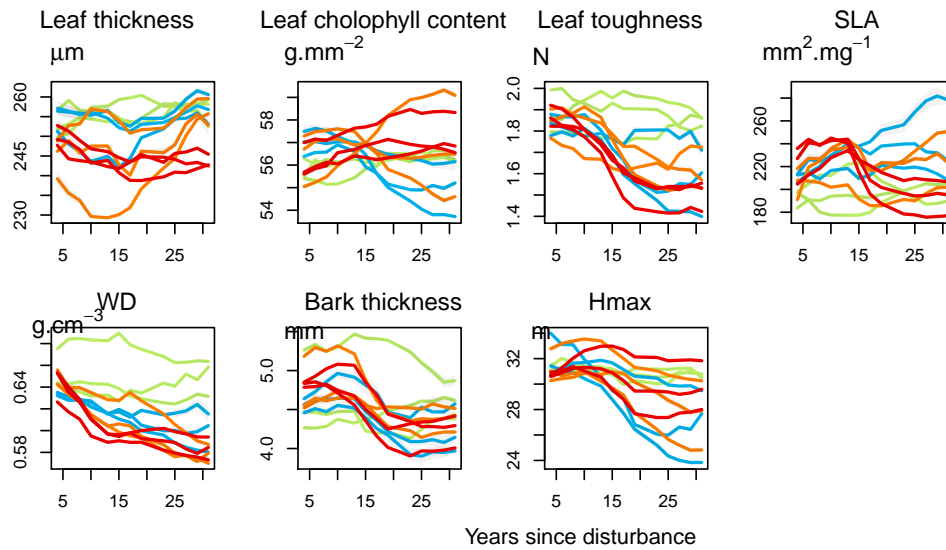 Leaf thickness
µm
260
245
230
5 15 25
Leaf cholophyll content
g.mm−2
58
56
54
5 15 25
Leaf toughness
N
2.0
1.8
1.6
1.4
5 15 25
SLA
mm2.mg−1
260
220
180
5 15 25
WD
g.cm−3
0.64
0.58
5 15 25
Bark thickness
mm
5.0
4.0
5 15 25
Hmax
m
32
28
24
5 15 25
Years since disturbance